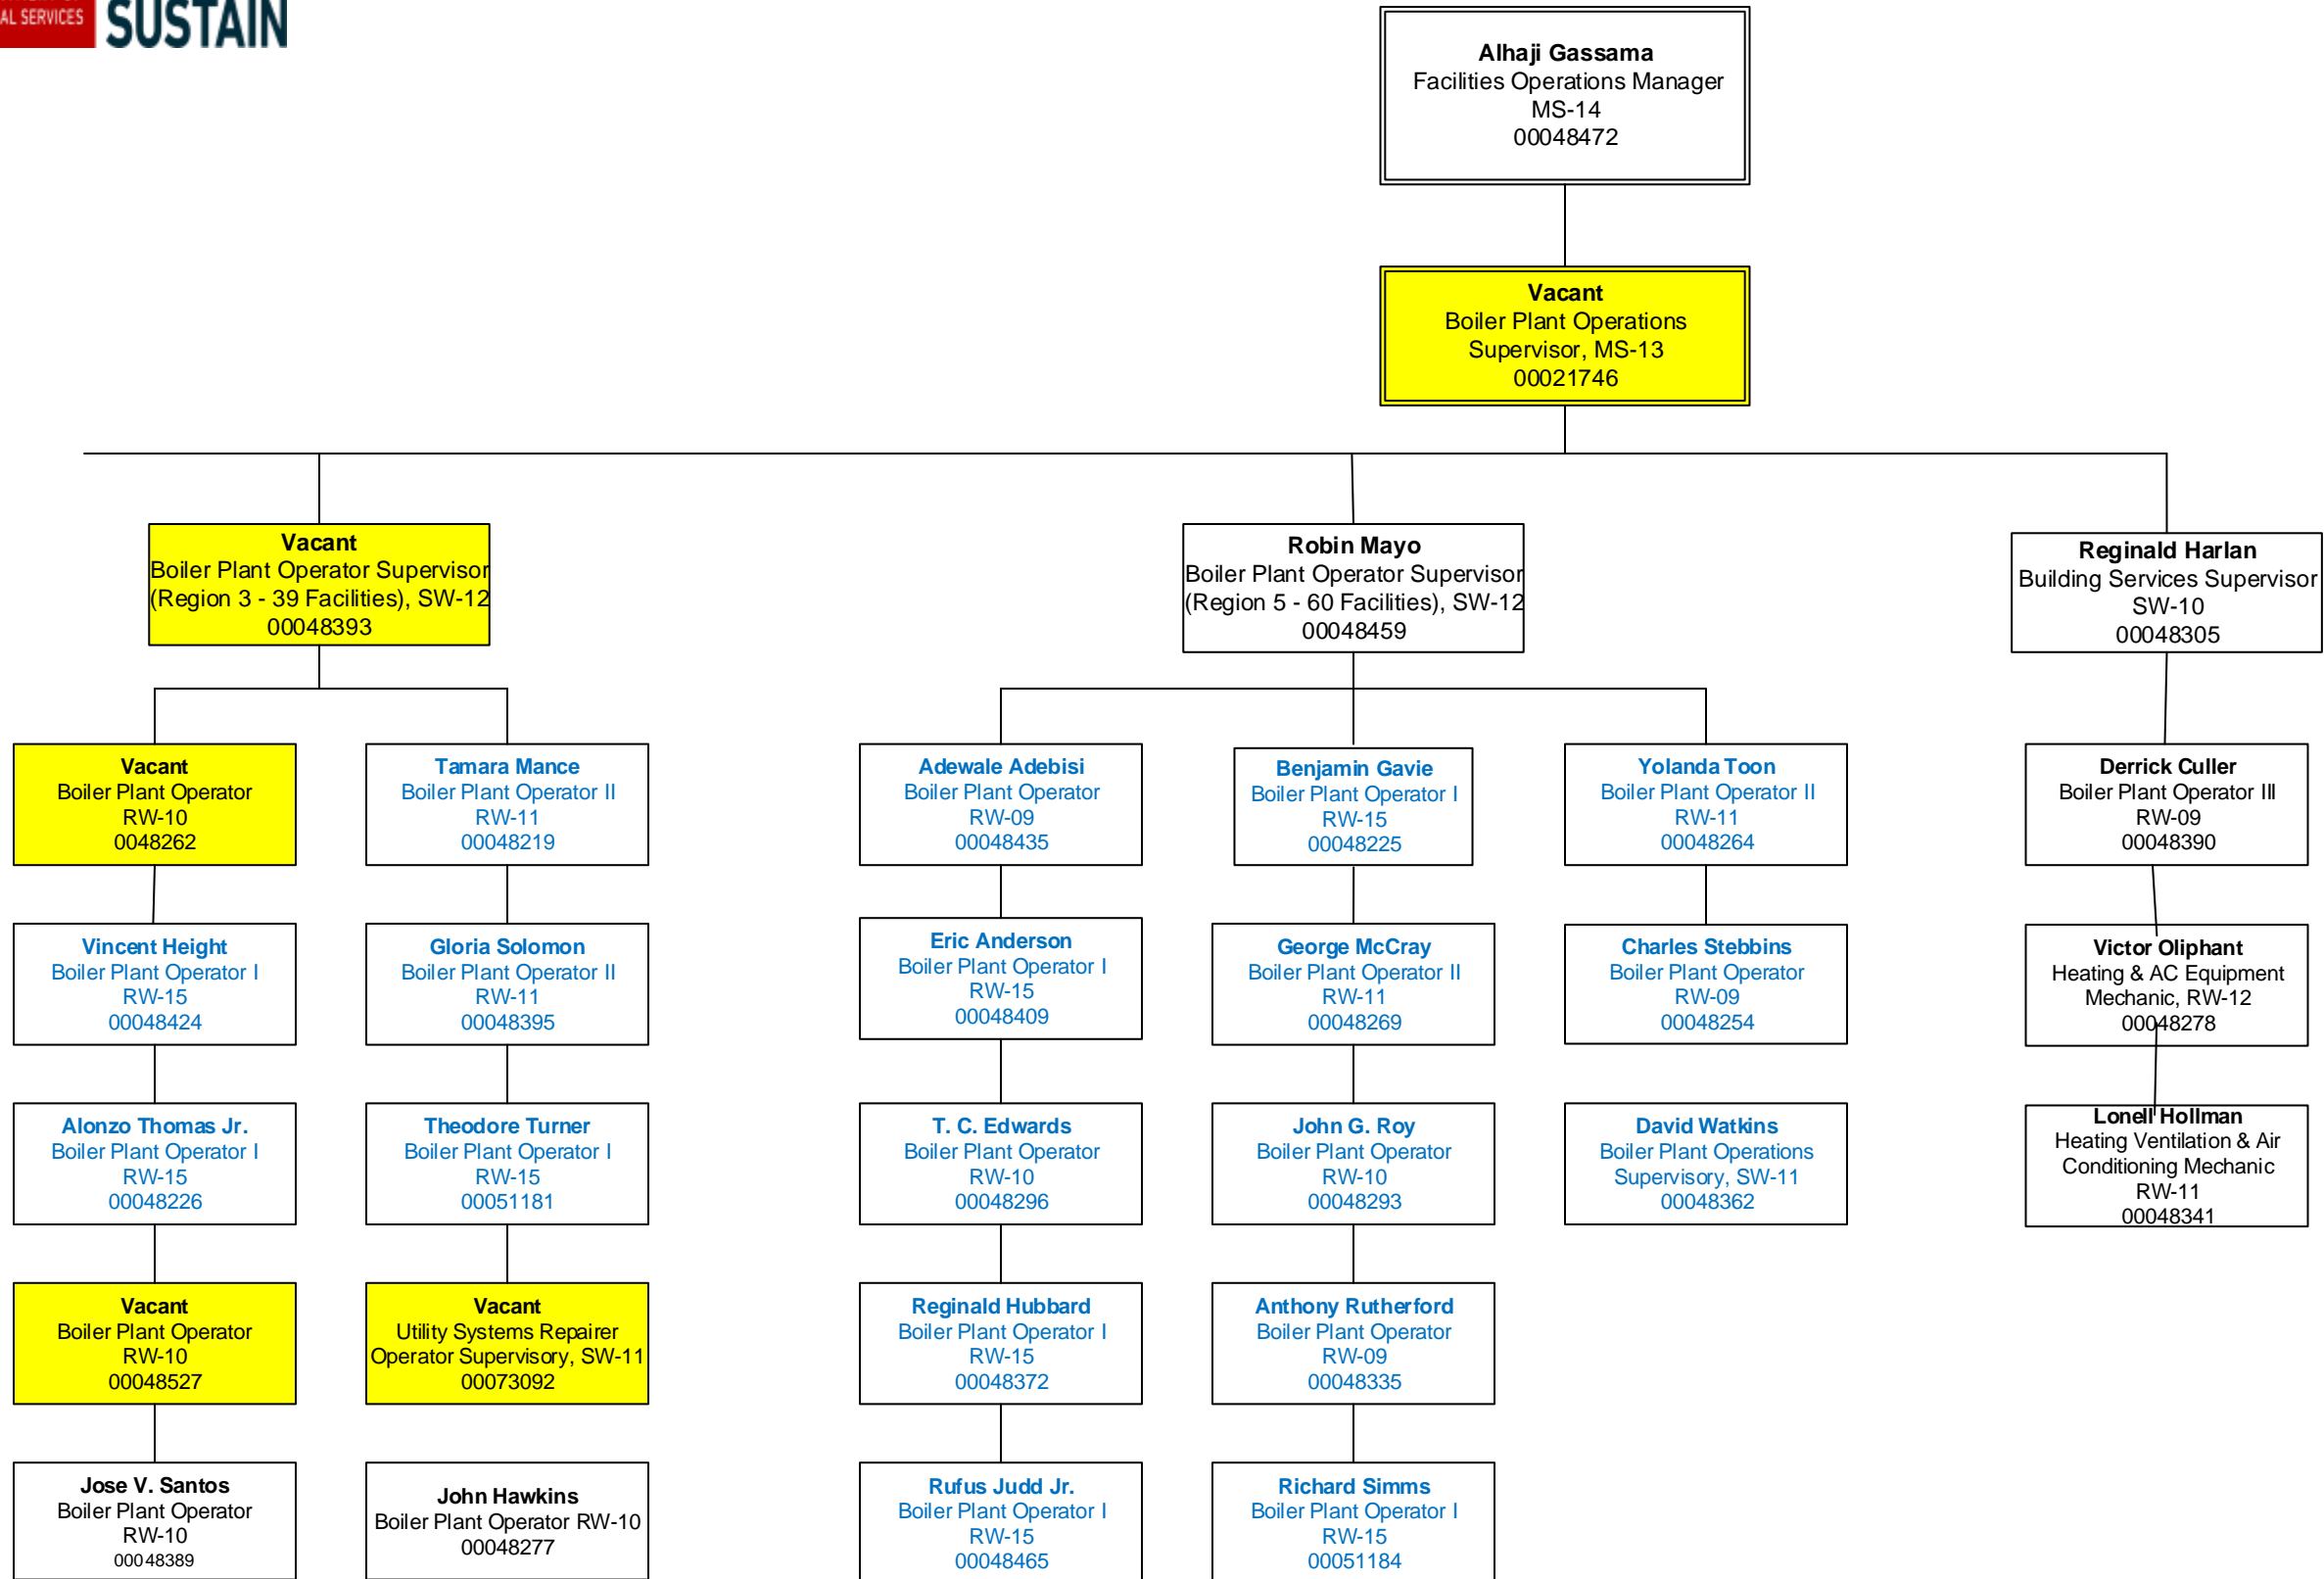 AL SERVICES
SUSTAIN
Alhaji Gassama
Facilities Operations Manager
MS-14
00048472
Vacant
Boiler Plant Operations
Supervisor, MS-13
00021746
Vacant
Boiler Plant Operator Supervisor
(Region 3 - 39 Facilities), SW-12
00048393
Robin Mayo
Boiler Plant Operator Supervisor
(Region 5 - 60 Facilities), SW-12
00048459
Reginald Harlan
Building Services Supervisor
SW-10
00048305
Vacant
Boiler Plant Operator
RW-10
0048262
Tamara Mance
Boiler Plant Operator II
RW-11
00048219
Adewale Adebisi
Boiler Plant Operator
RW-09
00048435
Benjamin Gavie
Boiler Plant Operator I
RW-15
00048225
Yolanda Toon
Boiler Plant Operator II
RW-11
00048264
Derrick Culler
Boiler Plant Operator III
RW-09
00048390
Vincent Height
Boiler Plant Operator I
RW-15
00048424
Gloria Solomon
Boiler Plant Operator II
RW-11
00048395
Eric Anderson
Boiler Plant Operator I
RW-15
00048409
George McCray
Boiler Plant Operator II
RW-11
00048269
Charles Stebbins
Boiler Plant Operator
RW-09
00048254
Victor Oliphant
Heating & AC Equipment
Mechanic, RW-12
00048278
Alonzo Thomas Jr.
Boiler Plant Operator I
RW-15
00048226
Theodore Turner
Boiler Plant Operator I
RW-15
00051181
T. C. Edwards
Boiler Plant Operator
RW-10
00048296
John G. Roy
Boiler Plant Operator
RW-10
00048293
David Watkins
Boiler Plant Operations
Supervisory, SW-11
00048362
Lonell Hollman
Heating Ventilation & Air
Conditioning Mechanic
RW-11
00048341
Vacant
Boiler Plant Operator
RW-10
00048527
Vacant
Utility Systems Repairer
Operator Supervisory, SW-11
00073092
Reginald Hubbard
Boiler Plant Operator I
RW-15
00048372
Anthony Rutherford
Boiler Plant Operator
RW-09
00048335
Jose V. Santos
Boiler Plant Operator
RW-10
00048389
John Hawkins
Boiler Plant Operator RW-10
00048277
Rufus Judd Jr.
Boiler Plant Operator I
RW-15
00048465
Richard Simms
Boiler Plant Operator I
RW-15
00051184